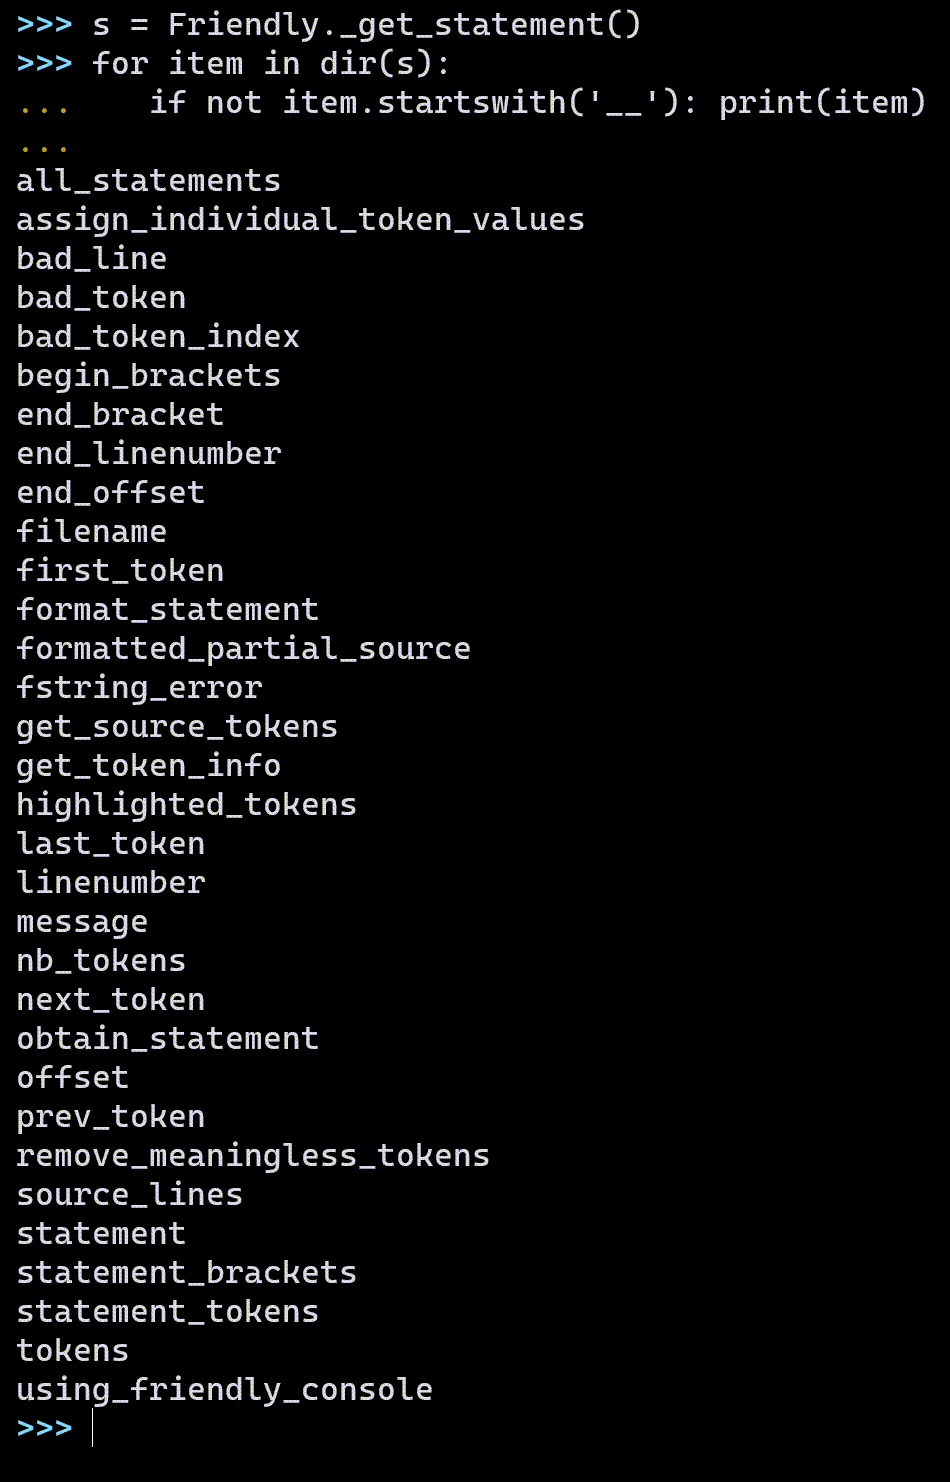 >>> s = Friendly._get_statement()
>>> for item in dir(s):
...    if not item.startswith('__'): print(item)
...
all_statements
assign_individual_token_values
bad_line
bad_token
bad_token_index
begin_brackets
end_bracket
end_linenumber
end_offset
filename
first_token
format_statement
formatted_partial_source
fstring_error
get_source_tokens
get_token_info
highlighted_tokens
last_token
linenumber
message
nb_tokens
next_token
obtain_statement
offset
prev_token
remove_meaningless_tokens
source_lines
statement
statement_brackets
statement_tokens
tokens
using_friendly_console
>>>